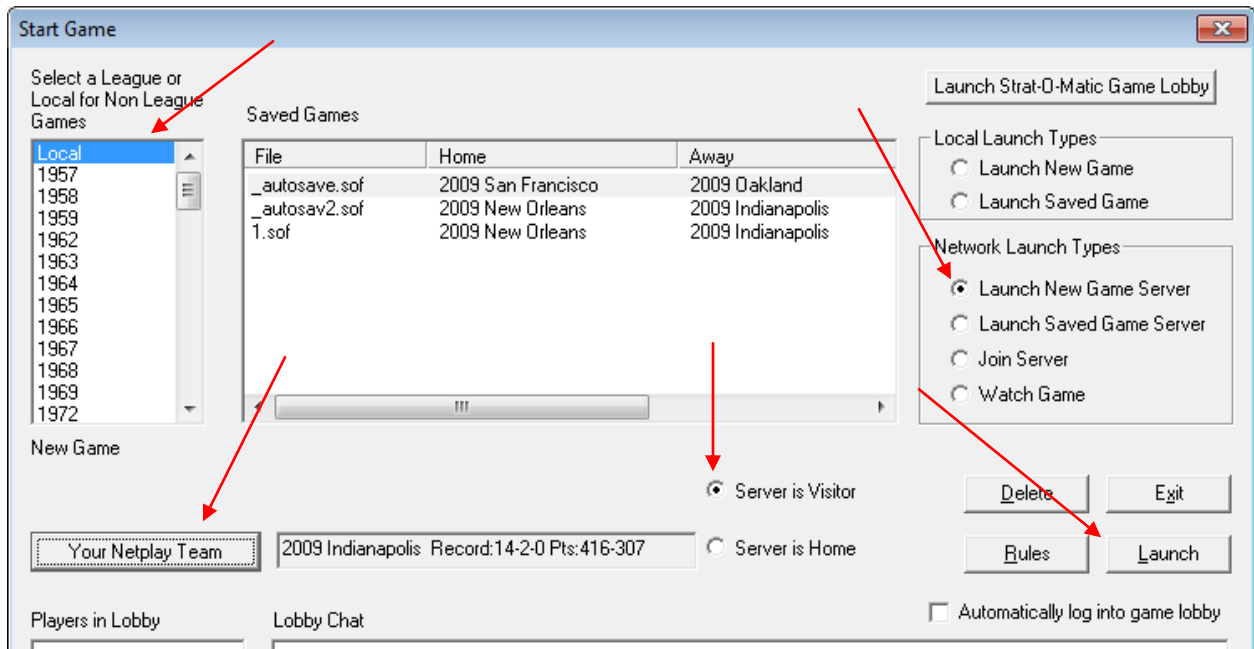 Start Game
Select a League or
Local for Non League
Games
Launch Strat-O-Matic Game Lobby
Saved Games
Local Launch Types
Local
1957
1958
1959
1962
1963
1964
1965
1966
1967
1968
1969
1972
File Home Away
_autosave.sof 2009 San Francisco 2009 Oakland
_autosav2.sof 2009 New Orleans 2009 Indianapolis
1.sof 2009 New Orleans 2009 Indianapolis
Launch New Game
Launch Saved Game
Network Launch Types
Launch New Game Server
Launch Saved Game Server
Join Server
Watch Game
New Game
Server is Visitor
Delete Exit
Your Netplay Team 2009 Indianapolis Record:14-2-0 Pts:416-307 Server is Home
Rules Launch
Automatically log into game lobby
Players in Lobby Lobby Chat